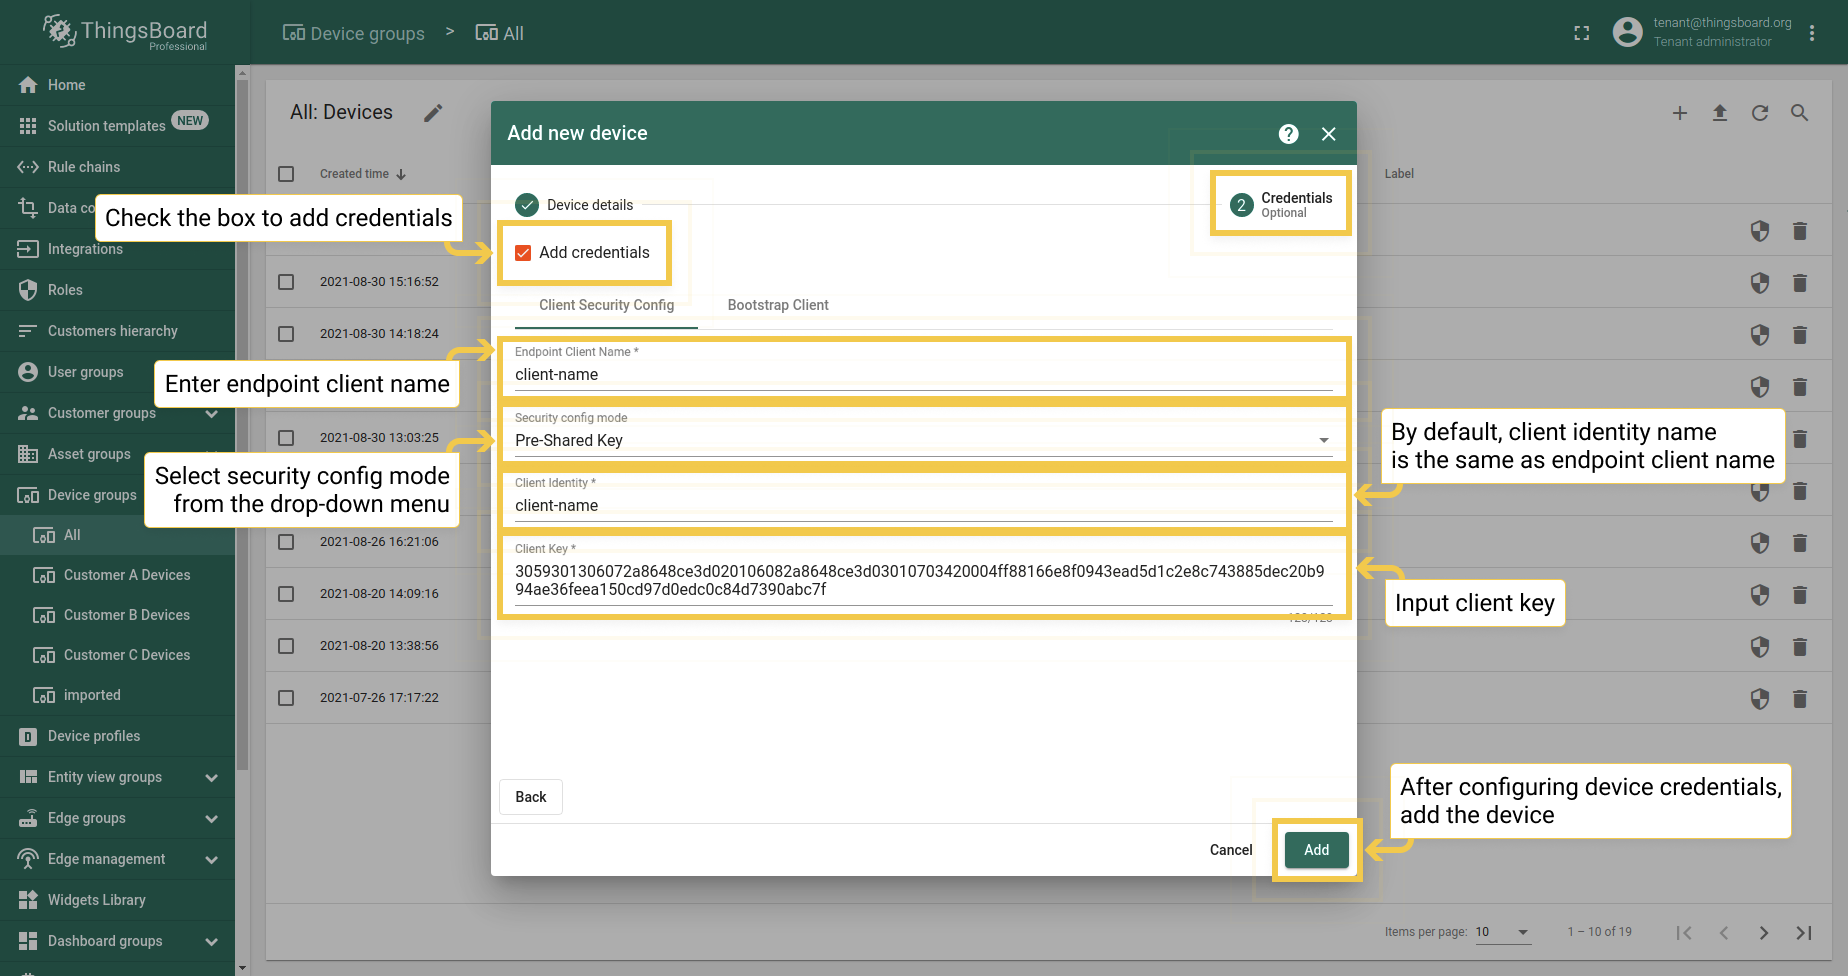 ThingsBoard
Professional
Device groups > All
tenant@thingsboard.org
Tenant administrator
Home
Solution templates NEW
Rule chains
Data co
Integrations
Roles
Customers hierarchy
User groups
Customer groups
Asset groups
Device groups
All
Customer A Devices
Customer B Devices
Customer C Devices
imported
Device profiles
Entity view groups
Edge groups
Edge management
Widgets Library
Dashboard groups
All: Devices
Created time
Label
2021-08-30 15:16:52
2021-08-30 14:18:24
2021-08-30 13:03:25
2021-08-26 16:21:06
2021-08-20 14:09:16
2021-08-20 13:38:56
2021-07-26 17:17:22
Add new device
Device details
2 Credentials
Optional
Check the box to add credentials
Add credentials
Client Security Config Bootstrap Client
Enter endpoint client name
Endpoint Client Name *
client-name
Select security config mode
from the drop-down menu
Security config mode
Pre-Shared Key
By default, client identity name
is the same as endpoint client name
Client Identity *
client-name
Client Key *
3059301306072a8648ce3d020106082a8648ce3d03010703420004ff88166e8f0943ead5d1c2e8c743885dec20b9
94ae36feea150cd97d0edc0c84d7390abc7f
Input client key
Back
After configuring device credentials,
add the device
Cancel Add
Items per page: 10 1 – 10 of 19